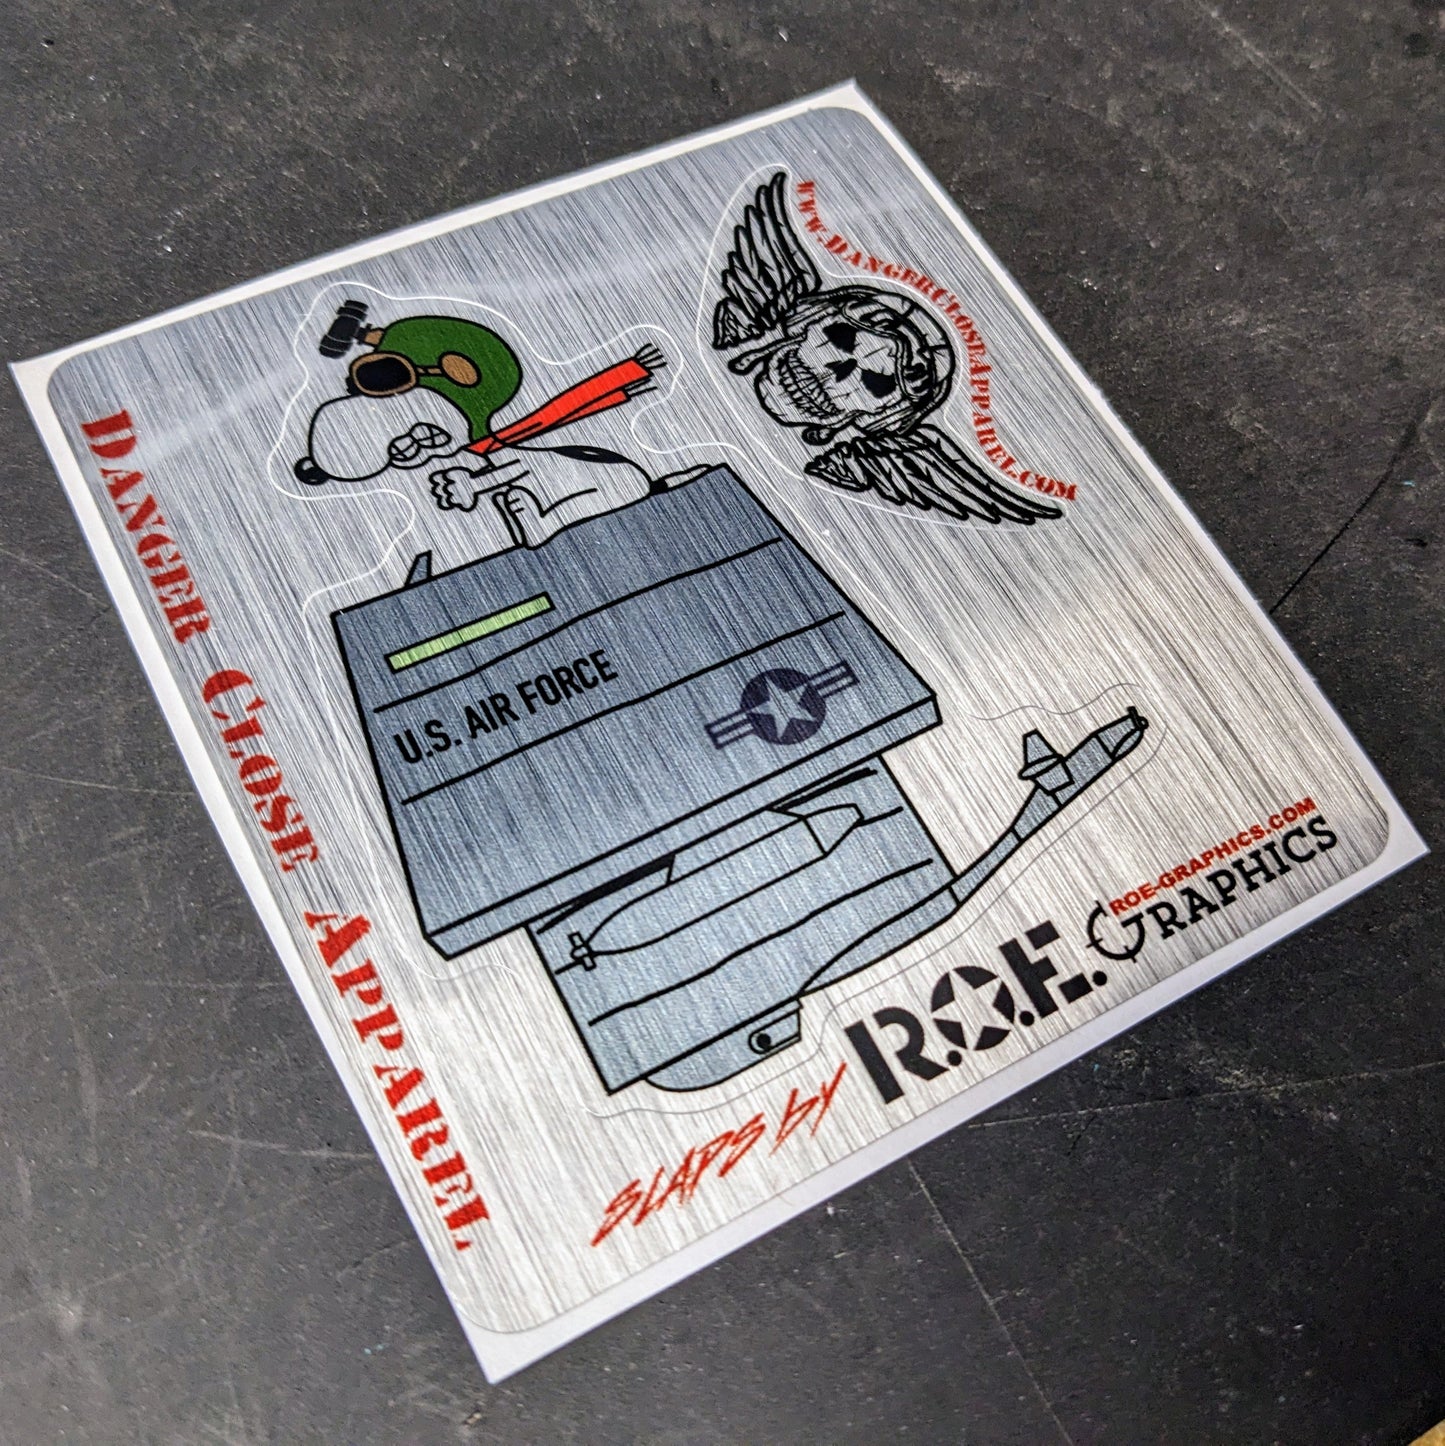 DANGER CLOSE APPAREL
WWW.DANGERCLOSEAPPAREL.COM
U.S. AIR FORCE
SLAPS BY
R.O.E.
GRAPHICS
ROE-GRAPHICS.COM